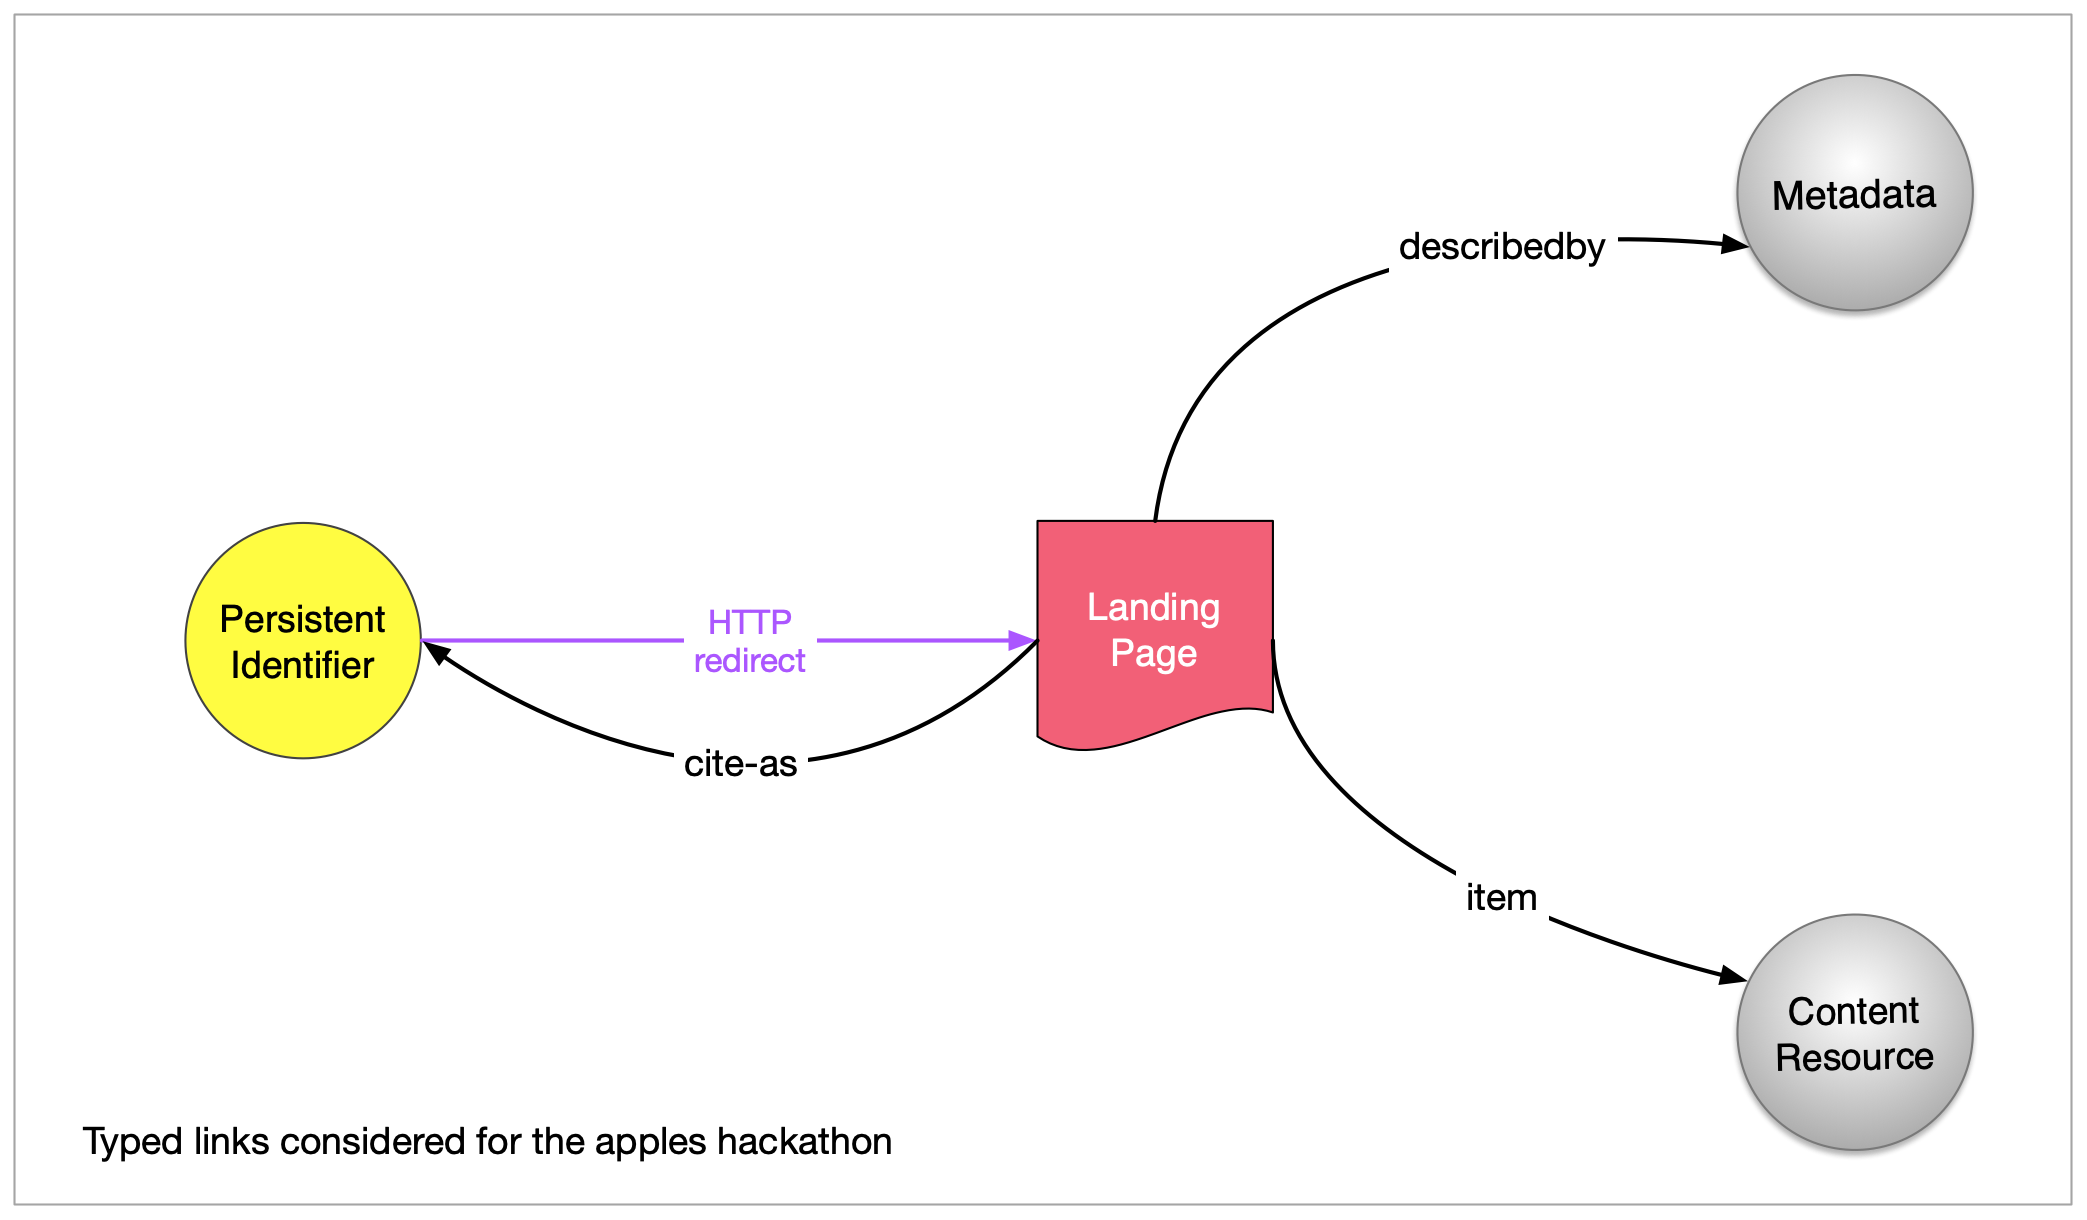 Metadata
describedby
Persistent
Identifier
HTTP
redirect
Landing
Page
cite-as
item
Content
Resource
Typed links considered for the apples hackathon